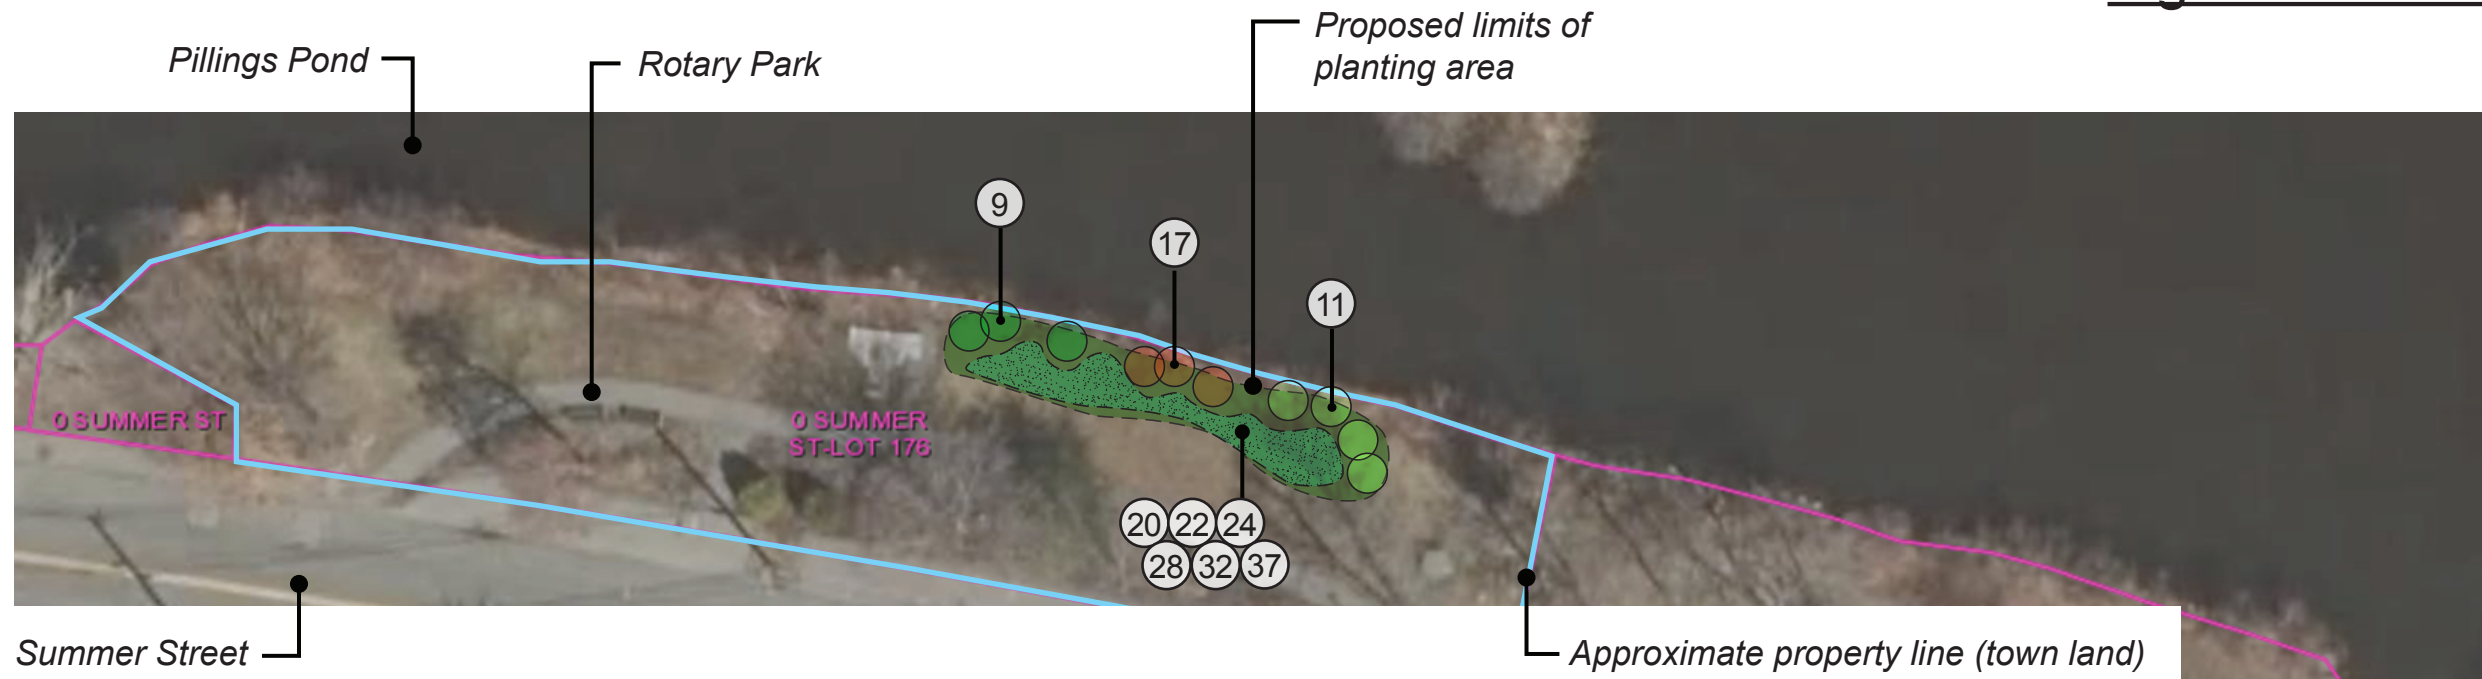 Proposed limits of
planting area
Pillings Pond
Rotary Park
9
17
11
0 SUMMER ST
0 SUMMER
ST-LOT 176
20 22 24
28 32 37
Summer Street
Approximate property line (town land)